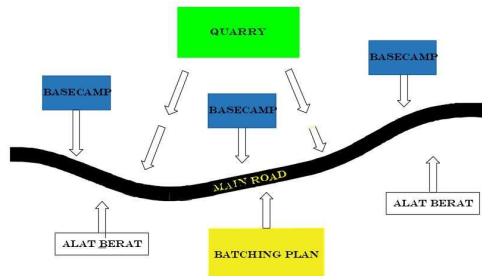 QUARRY
BASECAMP
BASECAMP
BASECAMP
MAIN ROAD
ALAT BERAT
ALAT BERAT
BATCHING PLAN